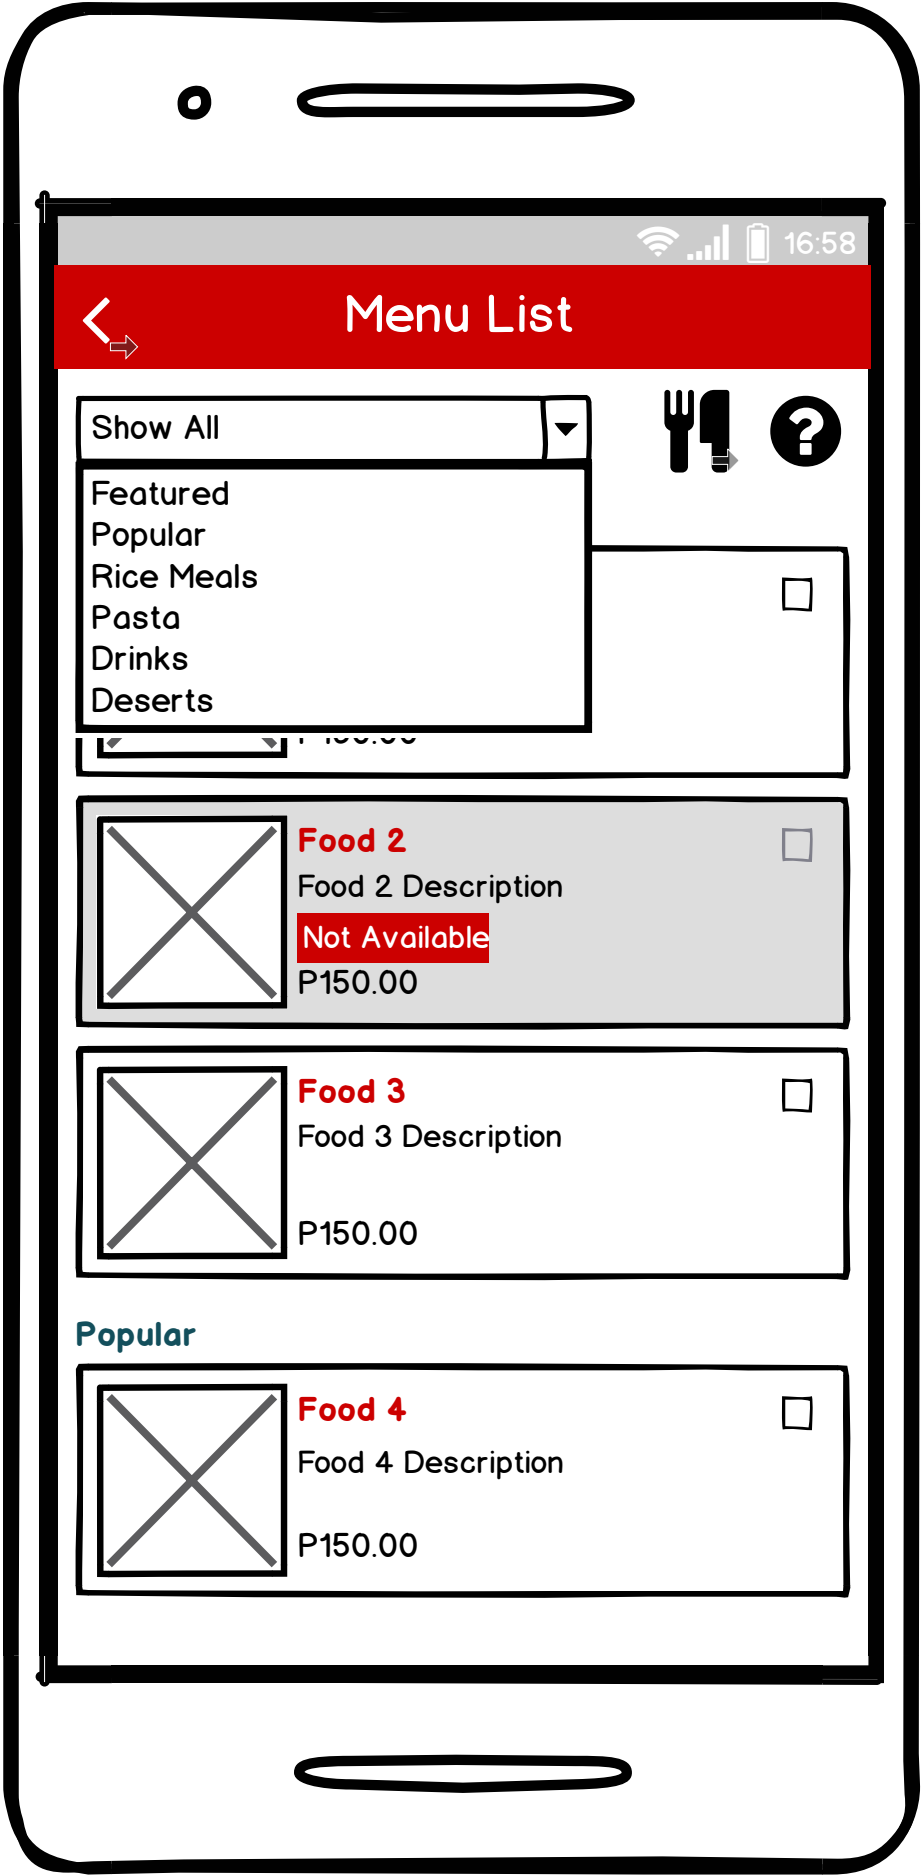 16:58
Menu List
Show All
Featured
Popular
Rice Meals
Pasta
Drinks
Deserts
Food 2
Food 2 Description
Not Available
P150.00
Food 3
Food 3 Description
P150.00
Popular
Food 4
Food 4 Description
P150.00